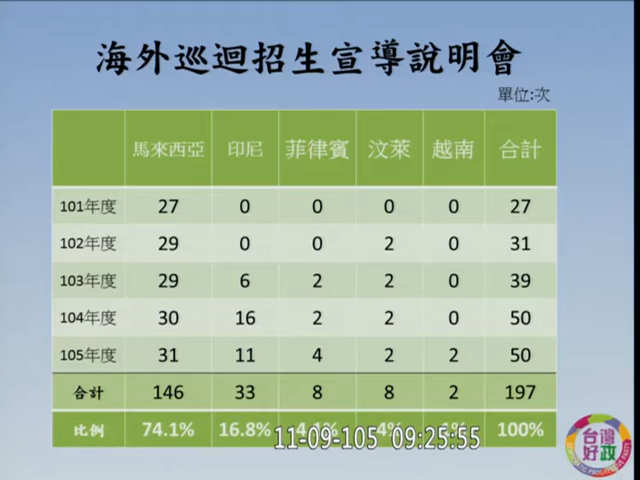 海外巡迴招生宣導說明會
單位:次
馬來西亞 印尼 菲律賓 汶萊 越南 合計
101年度 27 0 0 0 0 27
102年度 29 0 0 2 0 31
103年度 29 6 2 2 0 39
104年度 30 16 2 2 0 50
105年度 31 11 4 2 2 50
合計 146 33 8 8 2 197
比例 74.1% 16.8% 100%
11-09-105 09:25:55
台灣
好政